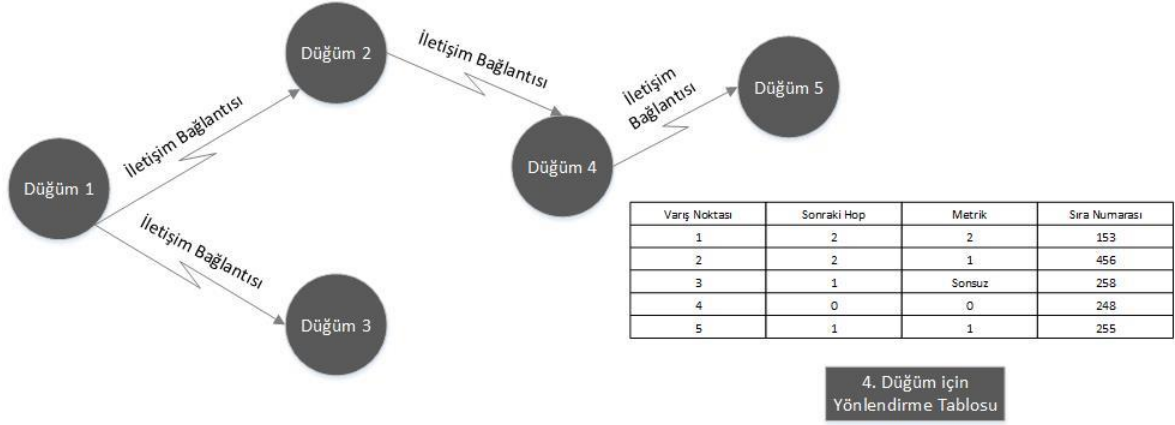 Düğüm 1
Düğüm 2
Düğüm 3
Düğüm 4
Düğüm 5
İletişim Bağlantısı
İletişim Bağlantısı
İletişim Bağlantısı
İletişim
Bağlantısı
Varış Noktası Sonraki Hop Metrik Sıra Numarası
1 2 2 153
2 2 1 456
3 1 Sonsuz 258
4 0 0 248
5 1 1 255
4. Düğüm için
Yönlendirme Tablosu